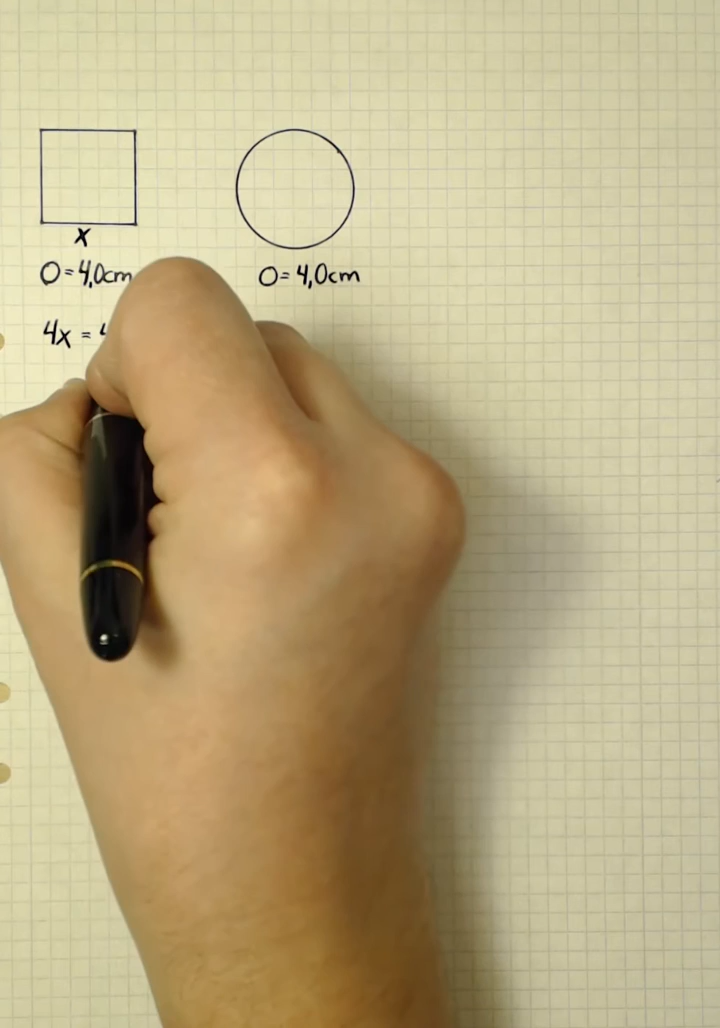 x
O = 4,0cm O = 4,0cm
4x =